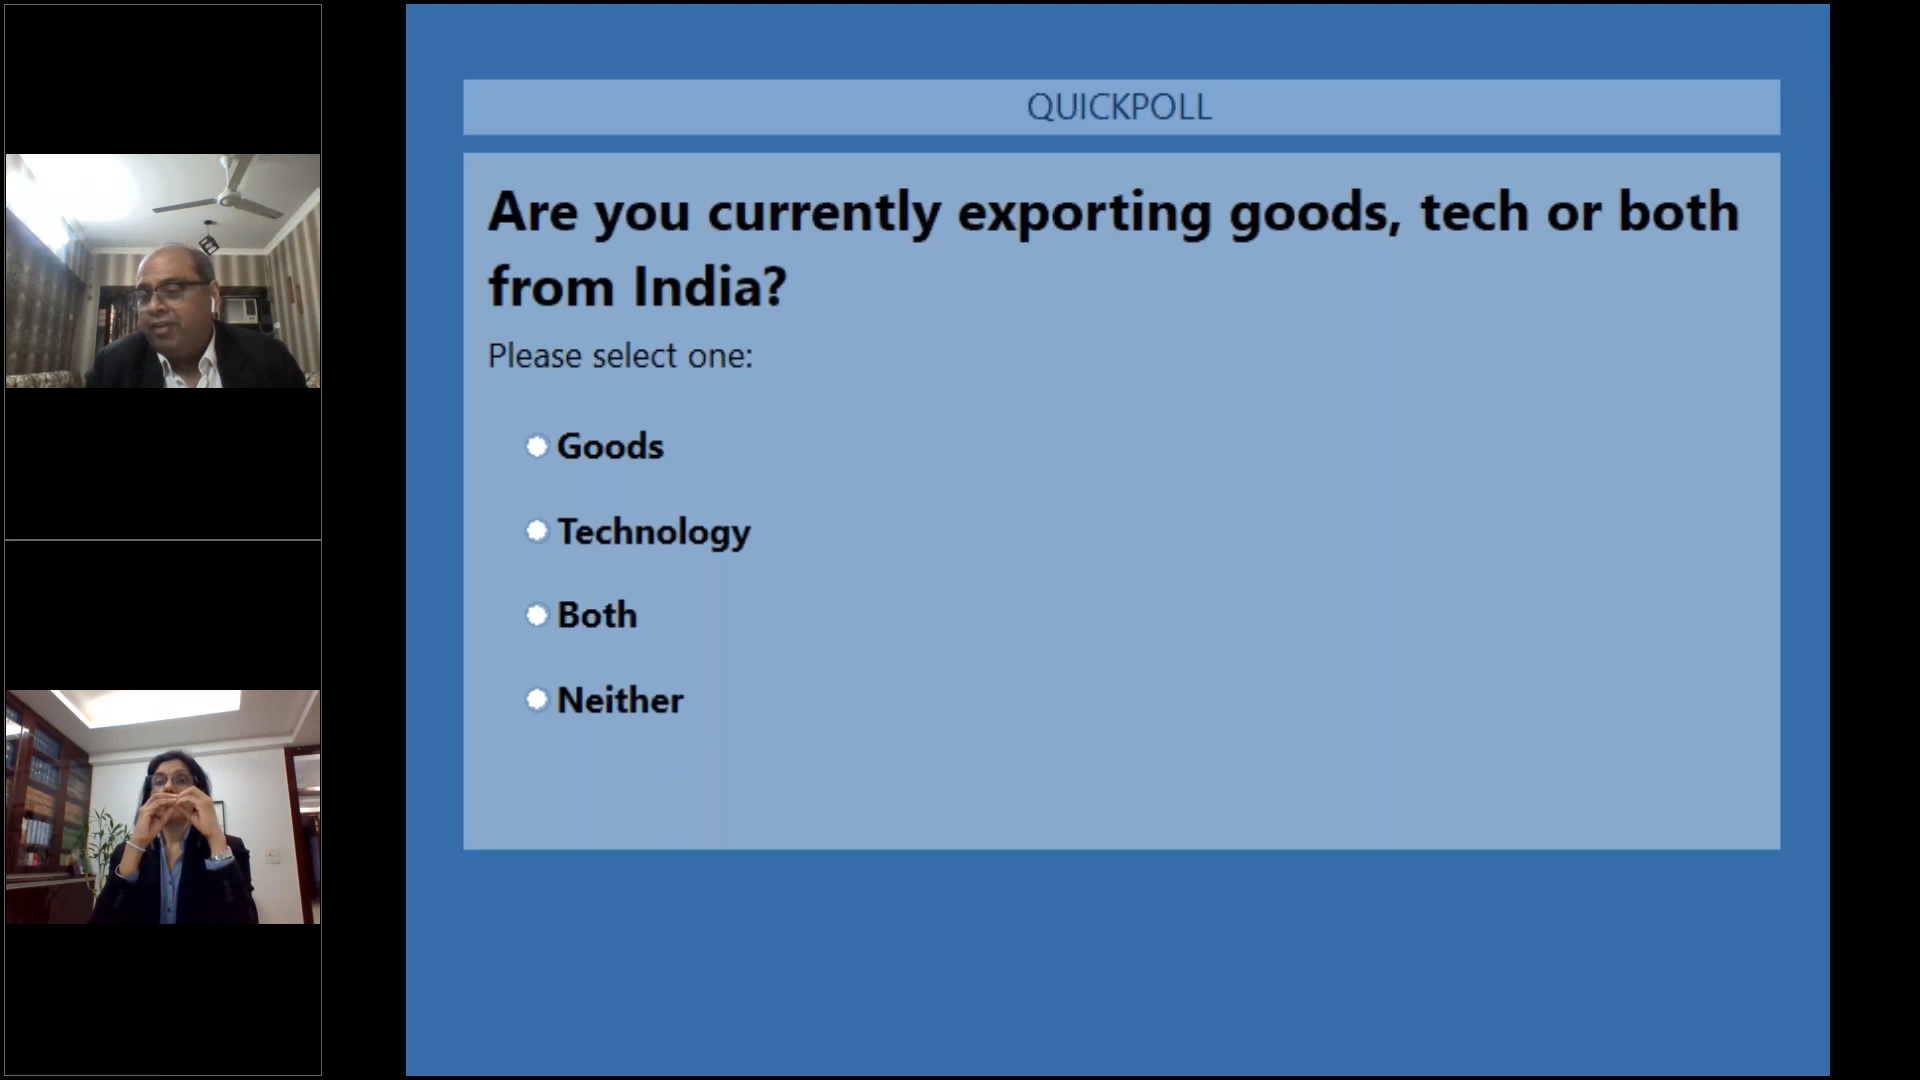 QUICKPOLL
Are you currently exporting goods, tech or both
from India?
Please select one:
Goods
Technology
Both
Neither